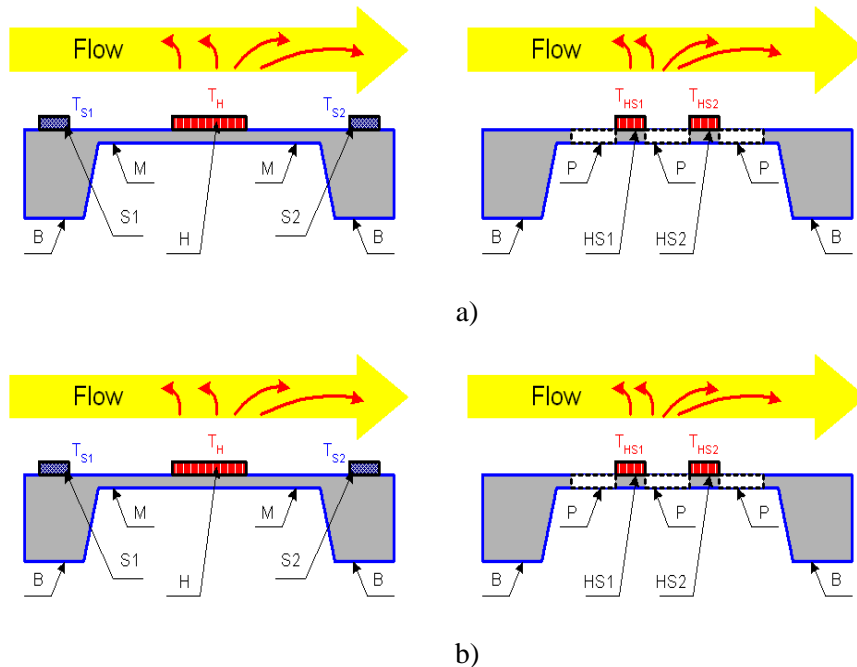 Flow Flow
T_H T_HS1 T_HS2
T_S1 T_S2
M M P P P
S1 S2
B H B B HS1 HS2 B
a)
Flow Flow
T_H T_HS1 T_HS2
T_S1 T_S2
M M P P P
S1 S2
B H B B HS1 HS2 B
b)